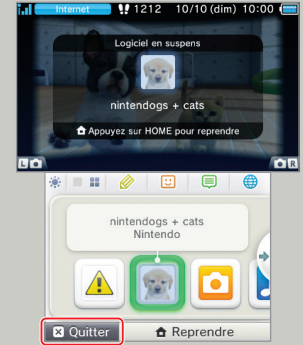 Internet 1212 10/10 (dim) 10:00
Logiciel en suspens
nintendogs + cats
Appuyez sur HOME pour reprendre
L R
nintendogs + cats
Nintendo
Quitter Reprendre